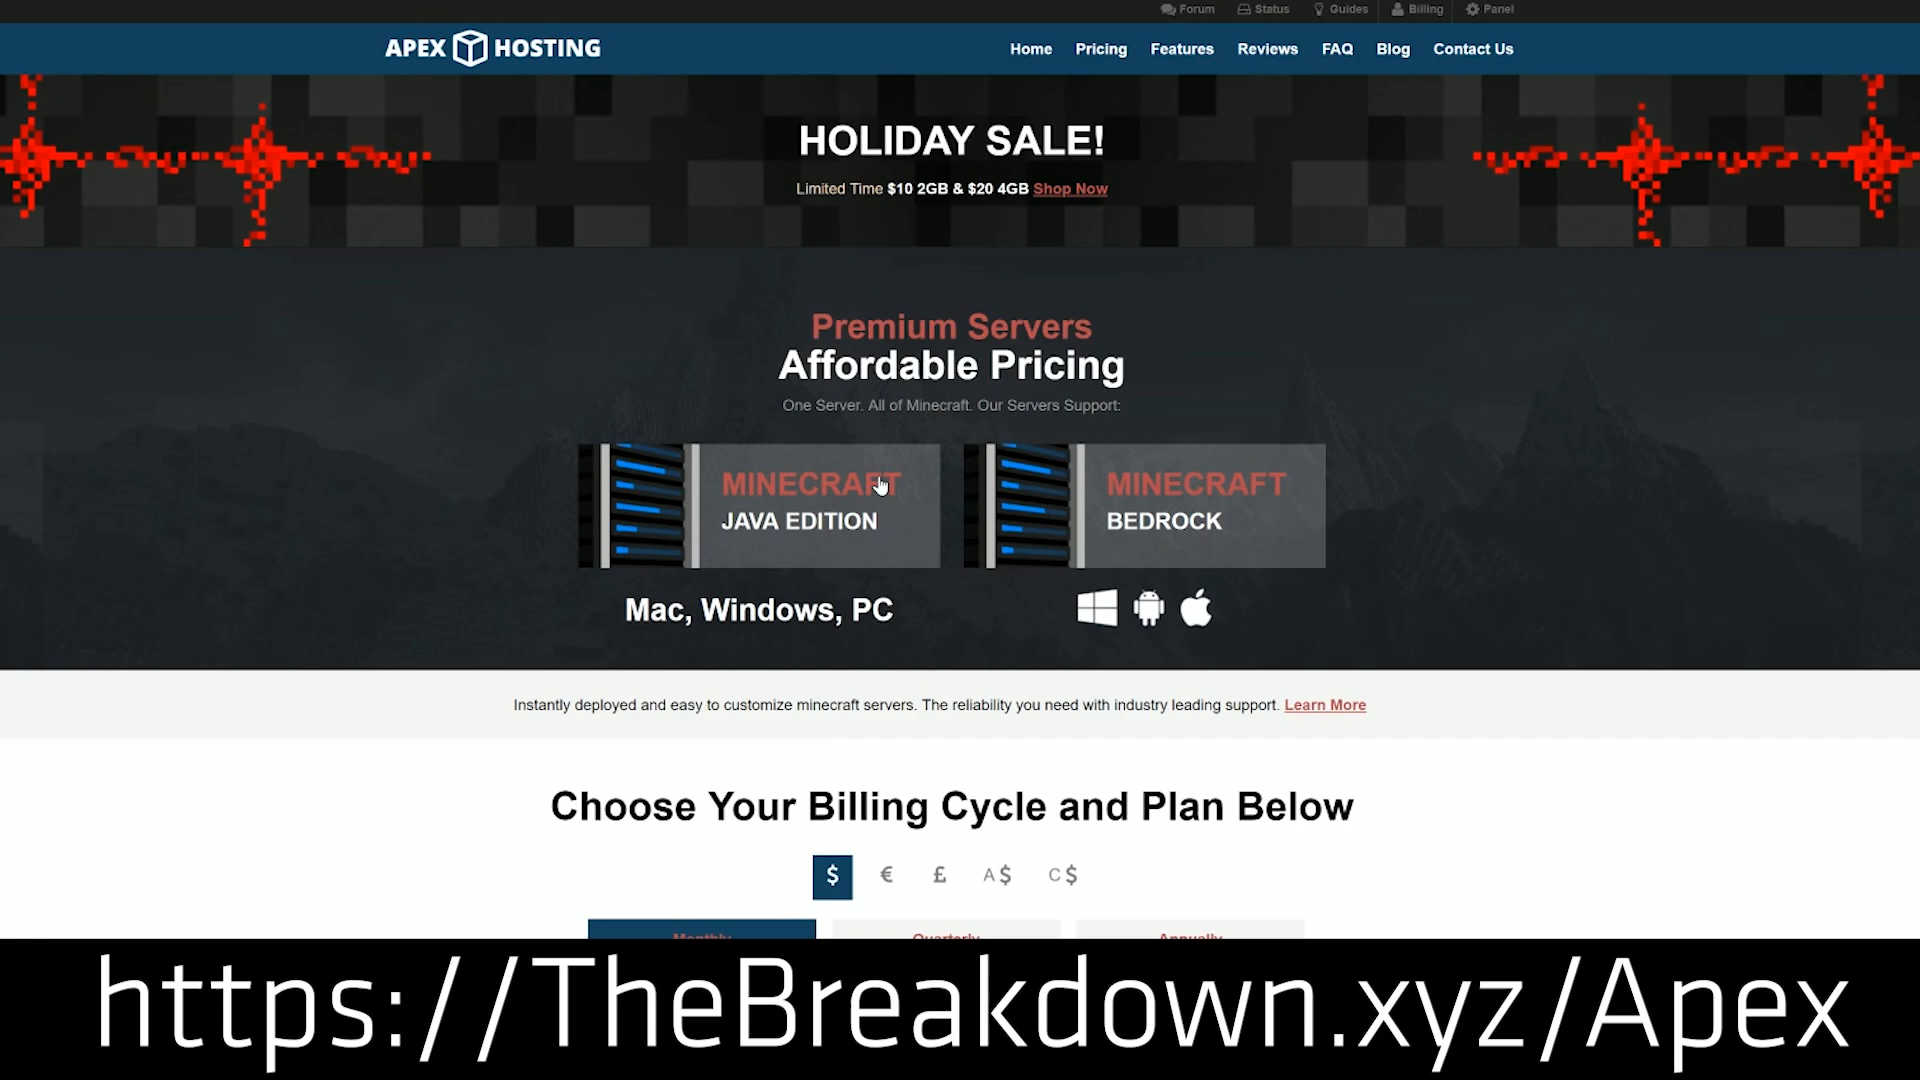 Forum Status Guides Billing Panel
APEX HOSTING
Home Pricing Features Reviews FAQ Blog Contact Us
HOLIDAY SALE!
Limited Time $10 2GB & $20 4GB Shop Now
Premium Servers
Affordable Pricing
One Server. All of Minecraft. Our Servers Support:
MINECRAFT
JAVA EDITION
MINECRAFT
BEDROCK
Mac, Windows, PC
Instantly deployed and easy to customize minecraft servers. The reliability you need with industry leading support. Learn More
Choose Your Billing Cycle and Plan Below
$ € £ A$ C$
Monthly Quarterly Annually
https://TheBreakdown.xyz/Apex